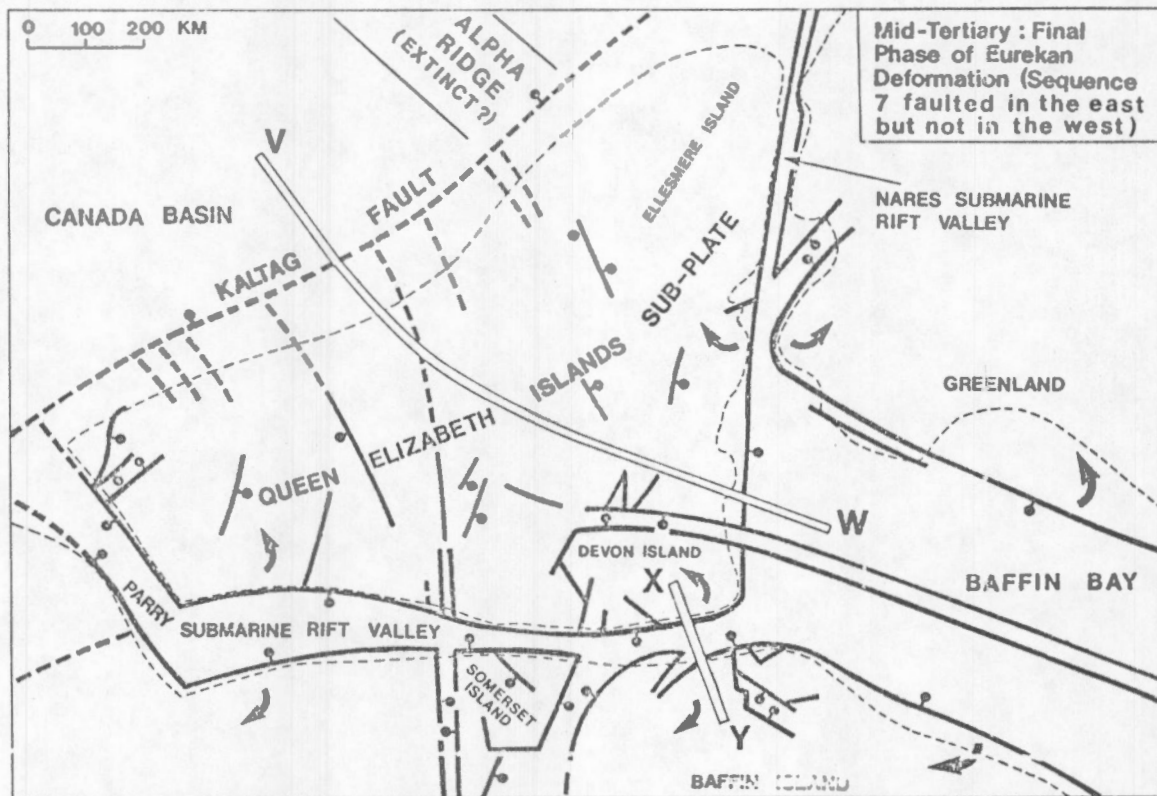 0 100 200 KM
ALPHA
RIDGE
(EXTINCT?)
Mid-Tertiary : Final
Phase of Eurekan
Deformation (Sequence
7 faulted in the east
but not in the west)
V
CANADA BASIN
KALTAG FAULT
ELLESMERE ISLAND
NARES SUBMARINE
RIFT VALLEY
QUEEN ELIZABETH ISLANDS SUB-PLATE
GREENLAND
W
DEVON ISLAND
X
BAFFIN BAY
PARRY SUBMARINE RIFT VALLEY
SOMERSET
ISLAND
Y
BAFFIN ISLAND